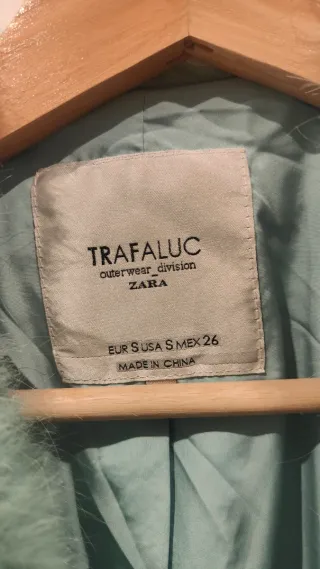 TRAFALUC
outerwear_division
ZARA
EUR S USA S MEX 26
MADE IN CHINA